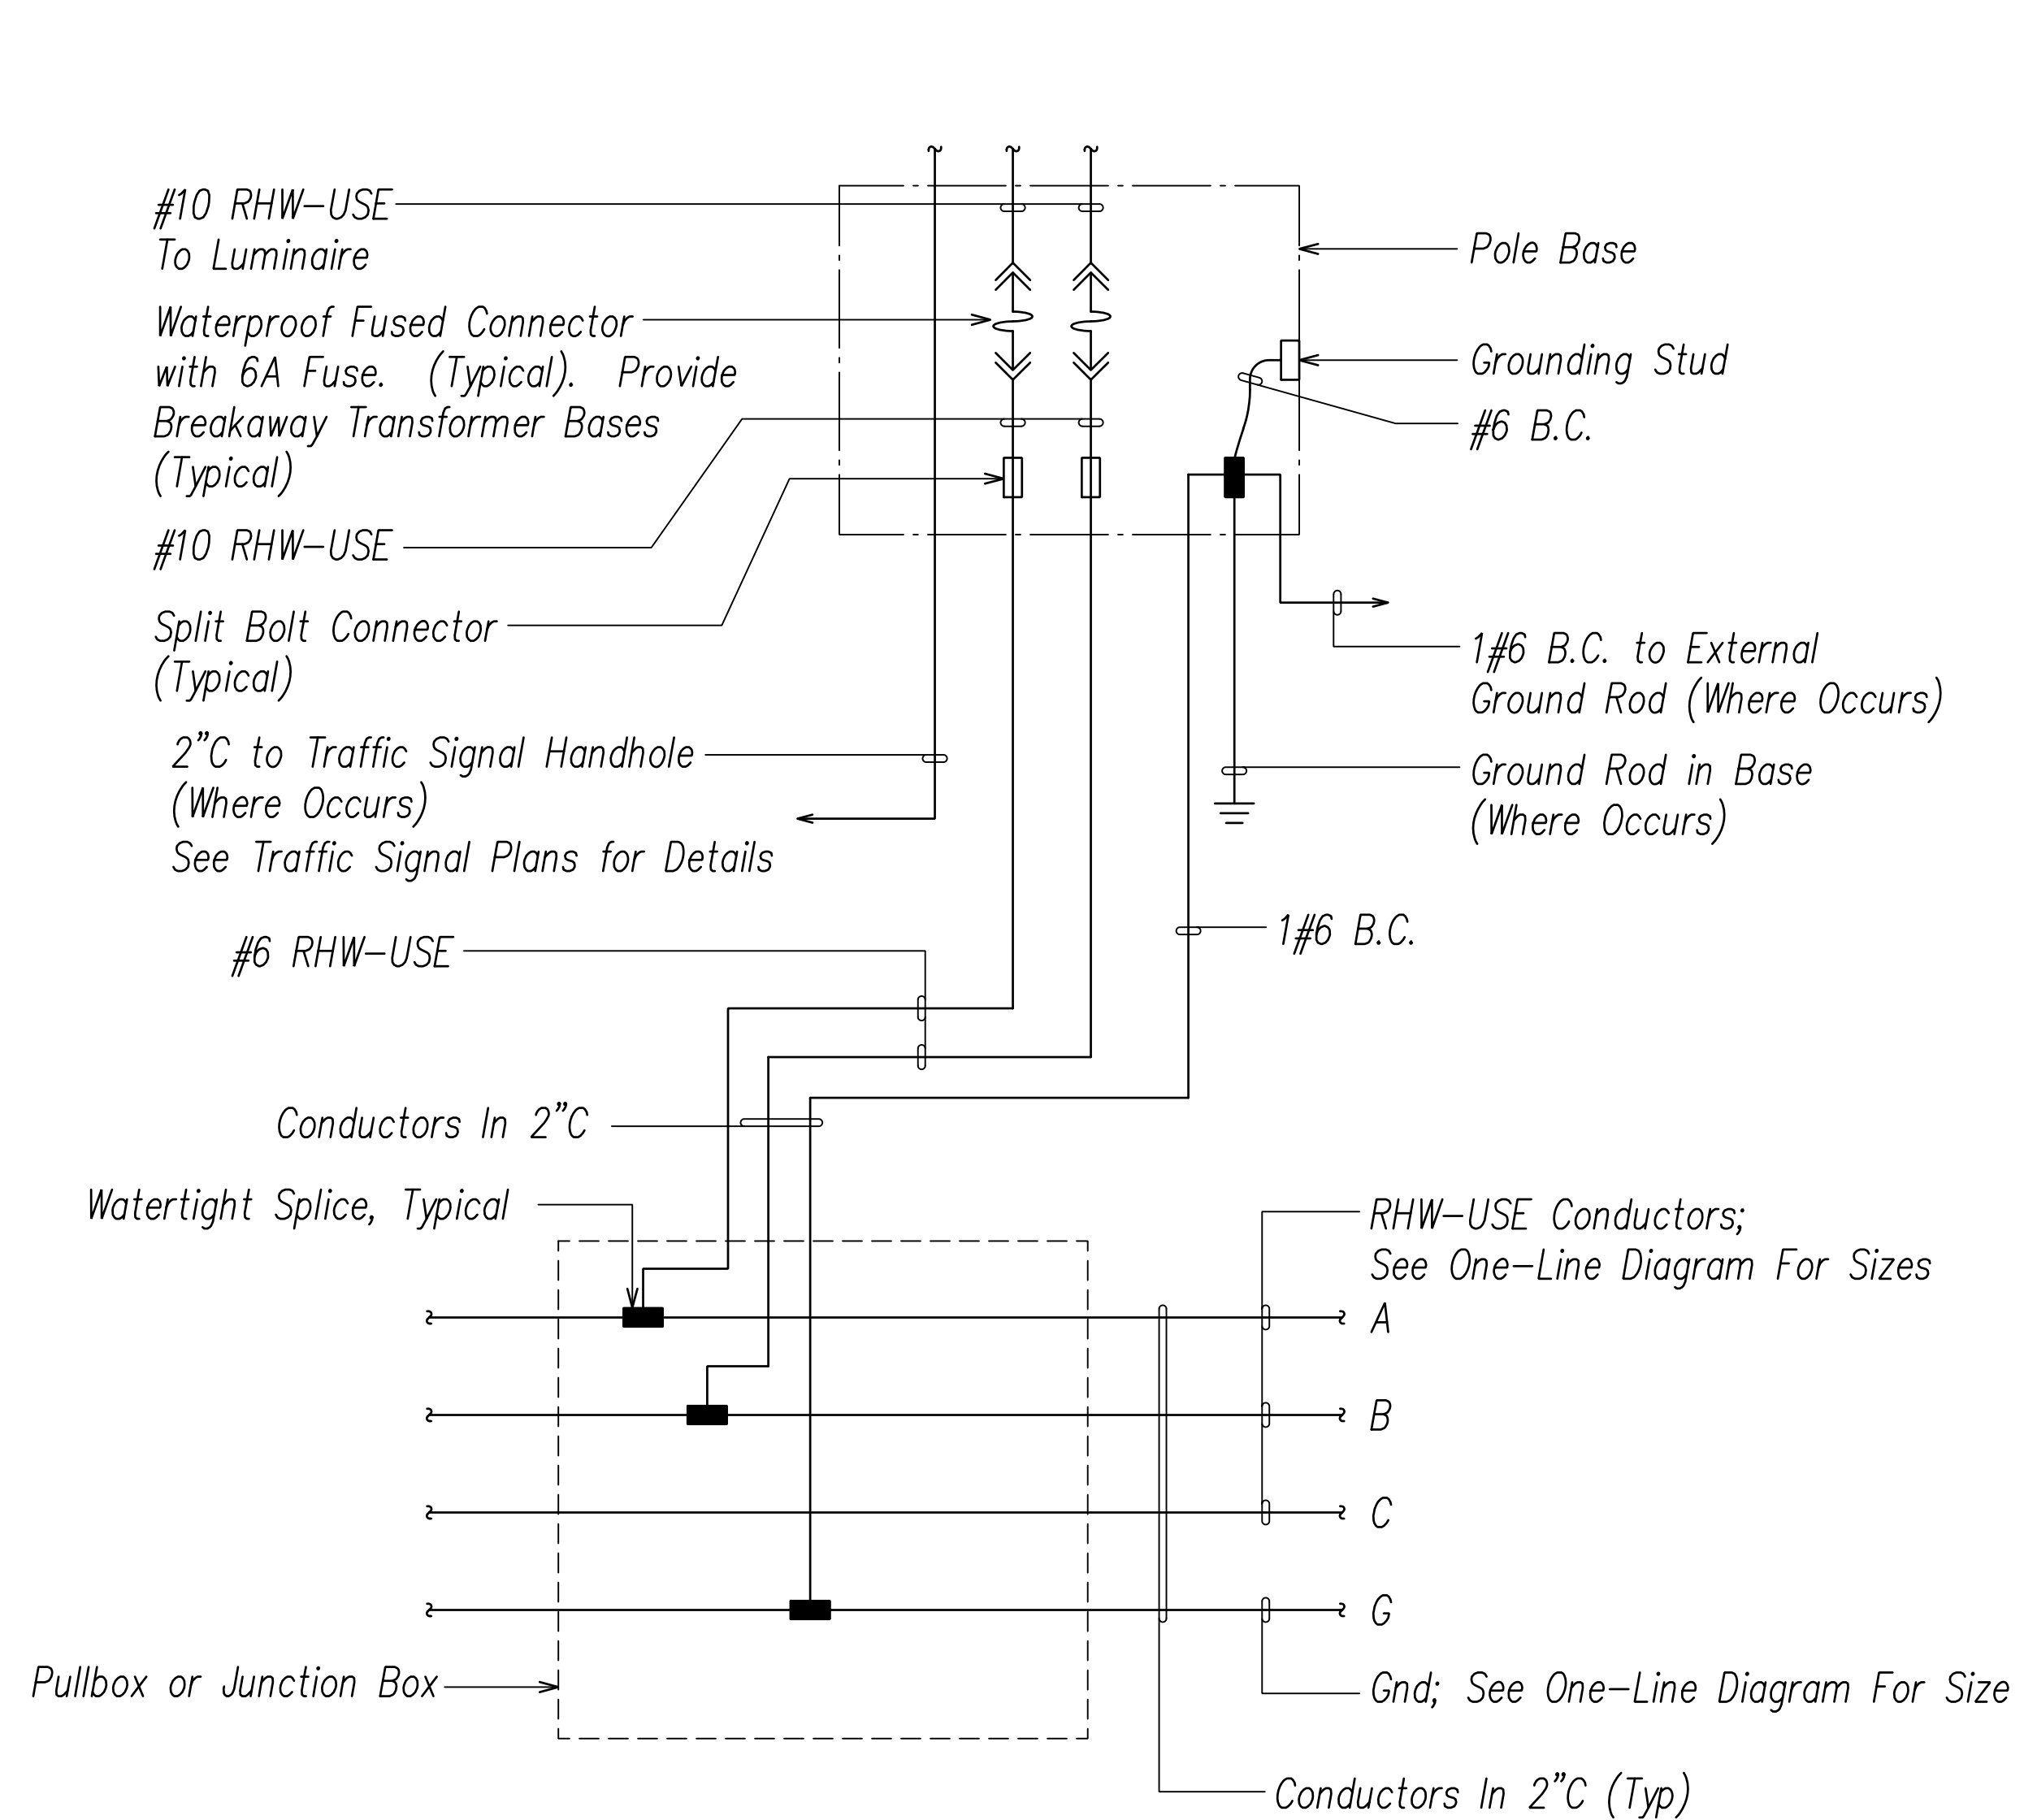 #10 RHW-USE
To Luminaire
Waterproof Fused Connector
with 6A Fuse. (Typical). Provide
Breakaway Transformer Bases
(Typical)
#10 RHW-USE
Split Bolt Connector
(Typical)
2"C to Traffic Signal Handhole
(Where Occurs)
See Traffic Signal Plans for Details
#6 RHW-USE
Conductors In 2"C
Watertight Splice, Typical
Pullbox or Junction Box
Pole Base
Grounding Stud
#6 B.C.
1#6 B.C. to External
Ground Rod (Where Occurs)
Ground Rod in Base
(Where Occurs)
1#6 B.C.
RHW-USE Conductors;
See One-Line Diagram For Sizes
A
B
C
G
Gnd; See One-Line Diagram For Size
Conductors In 2"C (Typ)